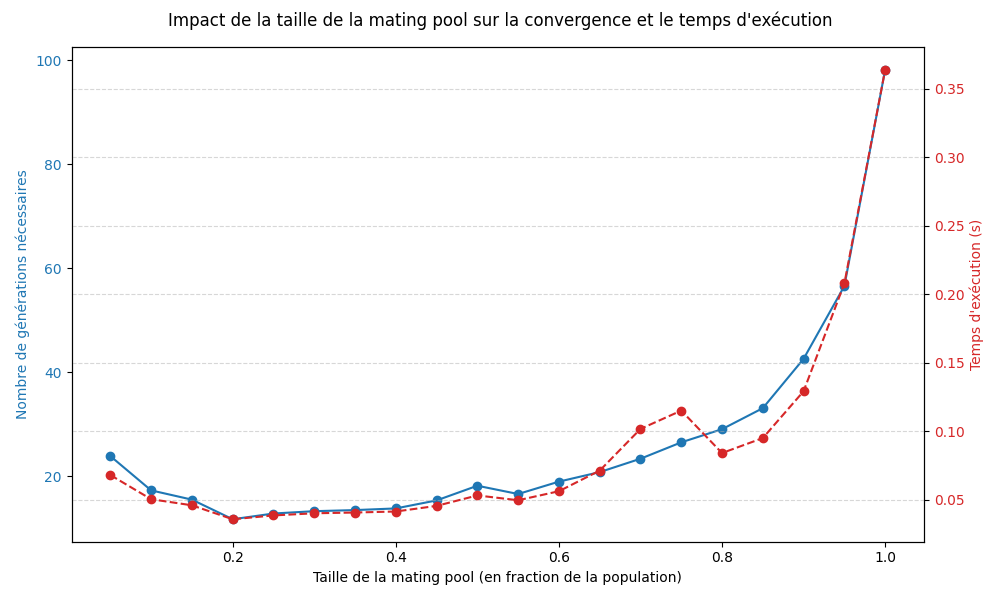 Impact de la taille de la mating pool sur la convergence et le temps d'exécution
Nombre de générations nécessaires
100
80
60
40
20
0.35
0.30
0.25
0.20
0.15
0.10
0.05
Temps d'exécution (s)
0.2 0.4 0.6 0.8 1.0
Taille de la mating pool (en fraction de la population)